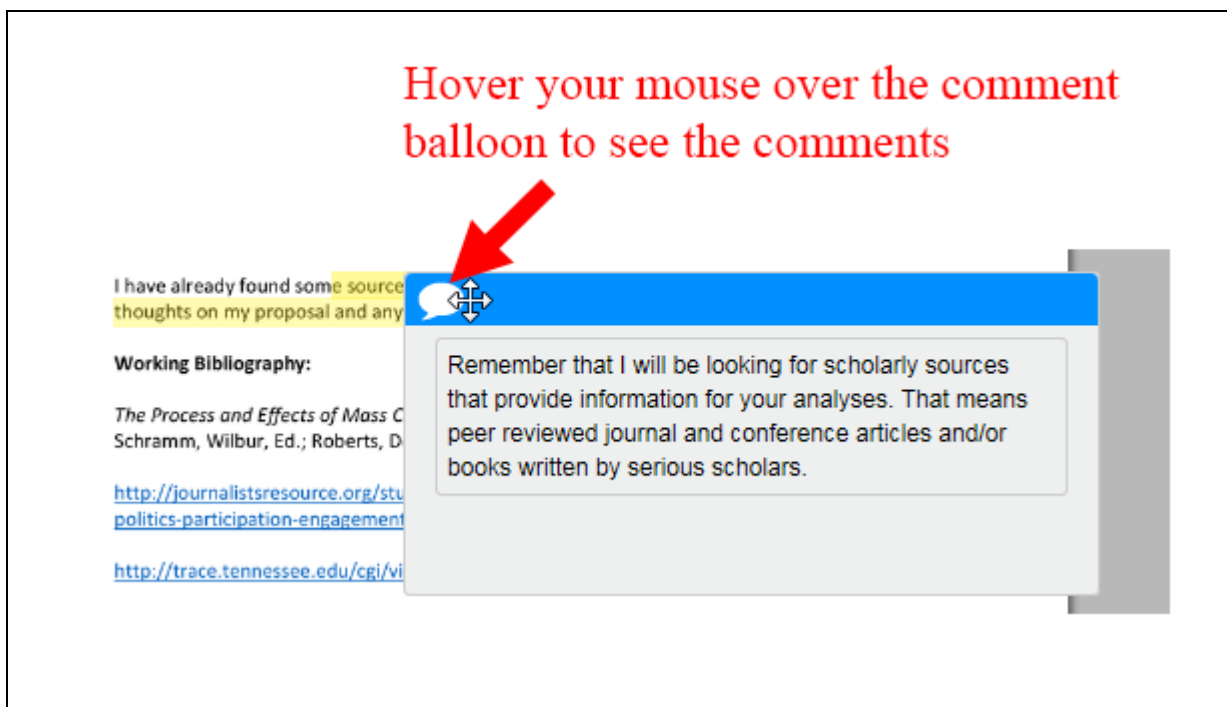 Hover your mouse over the comment
balloon to see the comments
I have already found some source
thoughts on my proposal and any
Working Bibliography:
The Process and Effects of Mass C
Schramm, Wilbur, Ed.; Roberts, D
http://journalistsresource.org/stu
politics-participation-engagement
http://trace.tennessee.edu/cgi/vi
Remember that I will be looking for scholarly sources
that provide information for your analyses. That means
peer reviewed journal and conference articles and/or
books written by serious scholars.